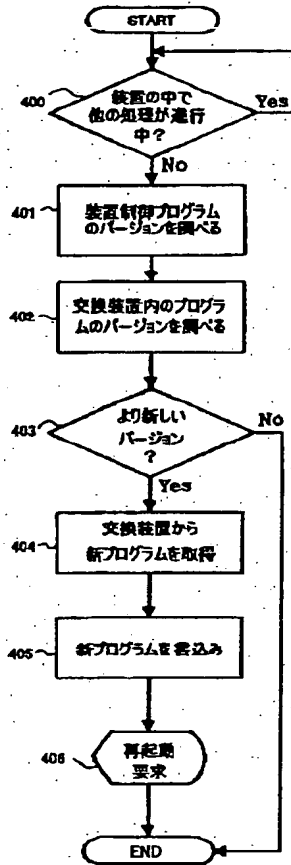 START
400
装置の中で
他の処理が進行
中?
Yes
No
401
装置制御プログラム
のバージョンを調べる
402
交換装置内のプログラ
ムのバージョンを調べる
403
より新しい
バージョン
?
No
Yes
404
交換装置から
新プログラムを取得
405
新プログラムを書込み
406
再起動
要求
END